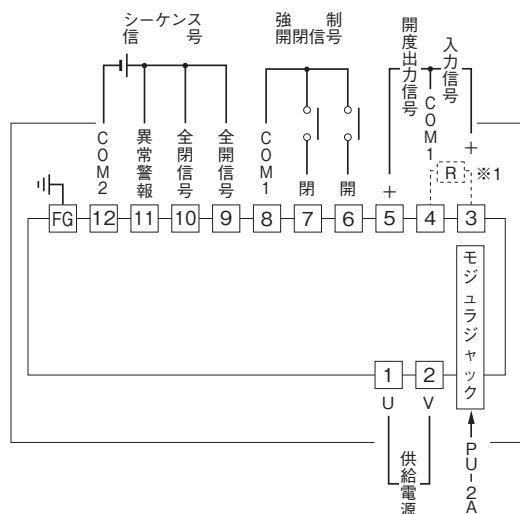 シーケンス
信　号
強　制
開閉信号
開度出力信号
COM1
入力信号
COM2
異常警報
全閉信号
全開信号
COM1
閉
開
+
+
R
※1
FG
12
11
10
9
8
7
6
5
4
3
モジュラジャック
1
2
U
V
供給電源
PU-2A